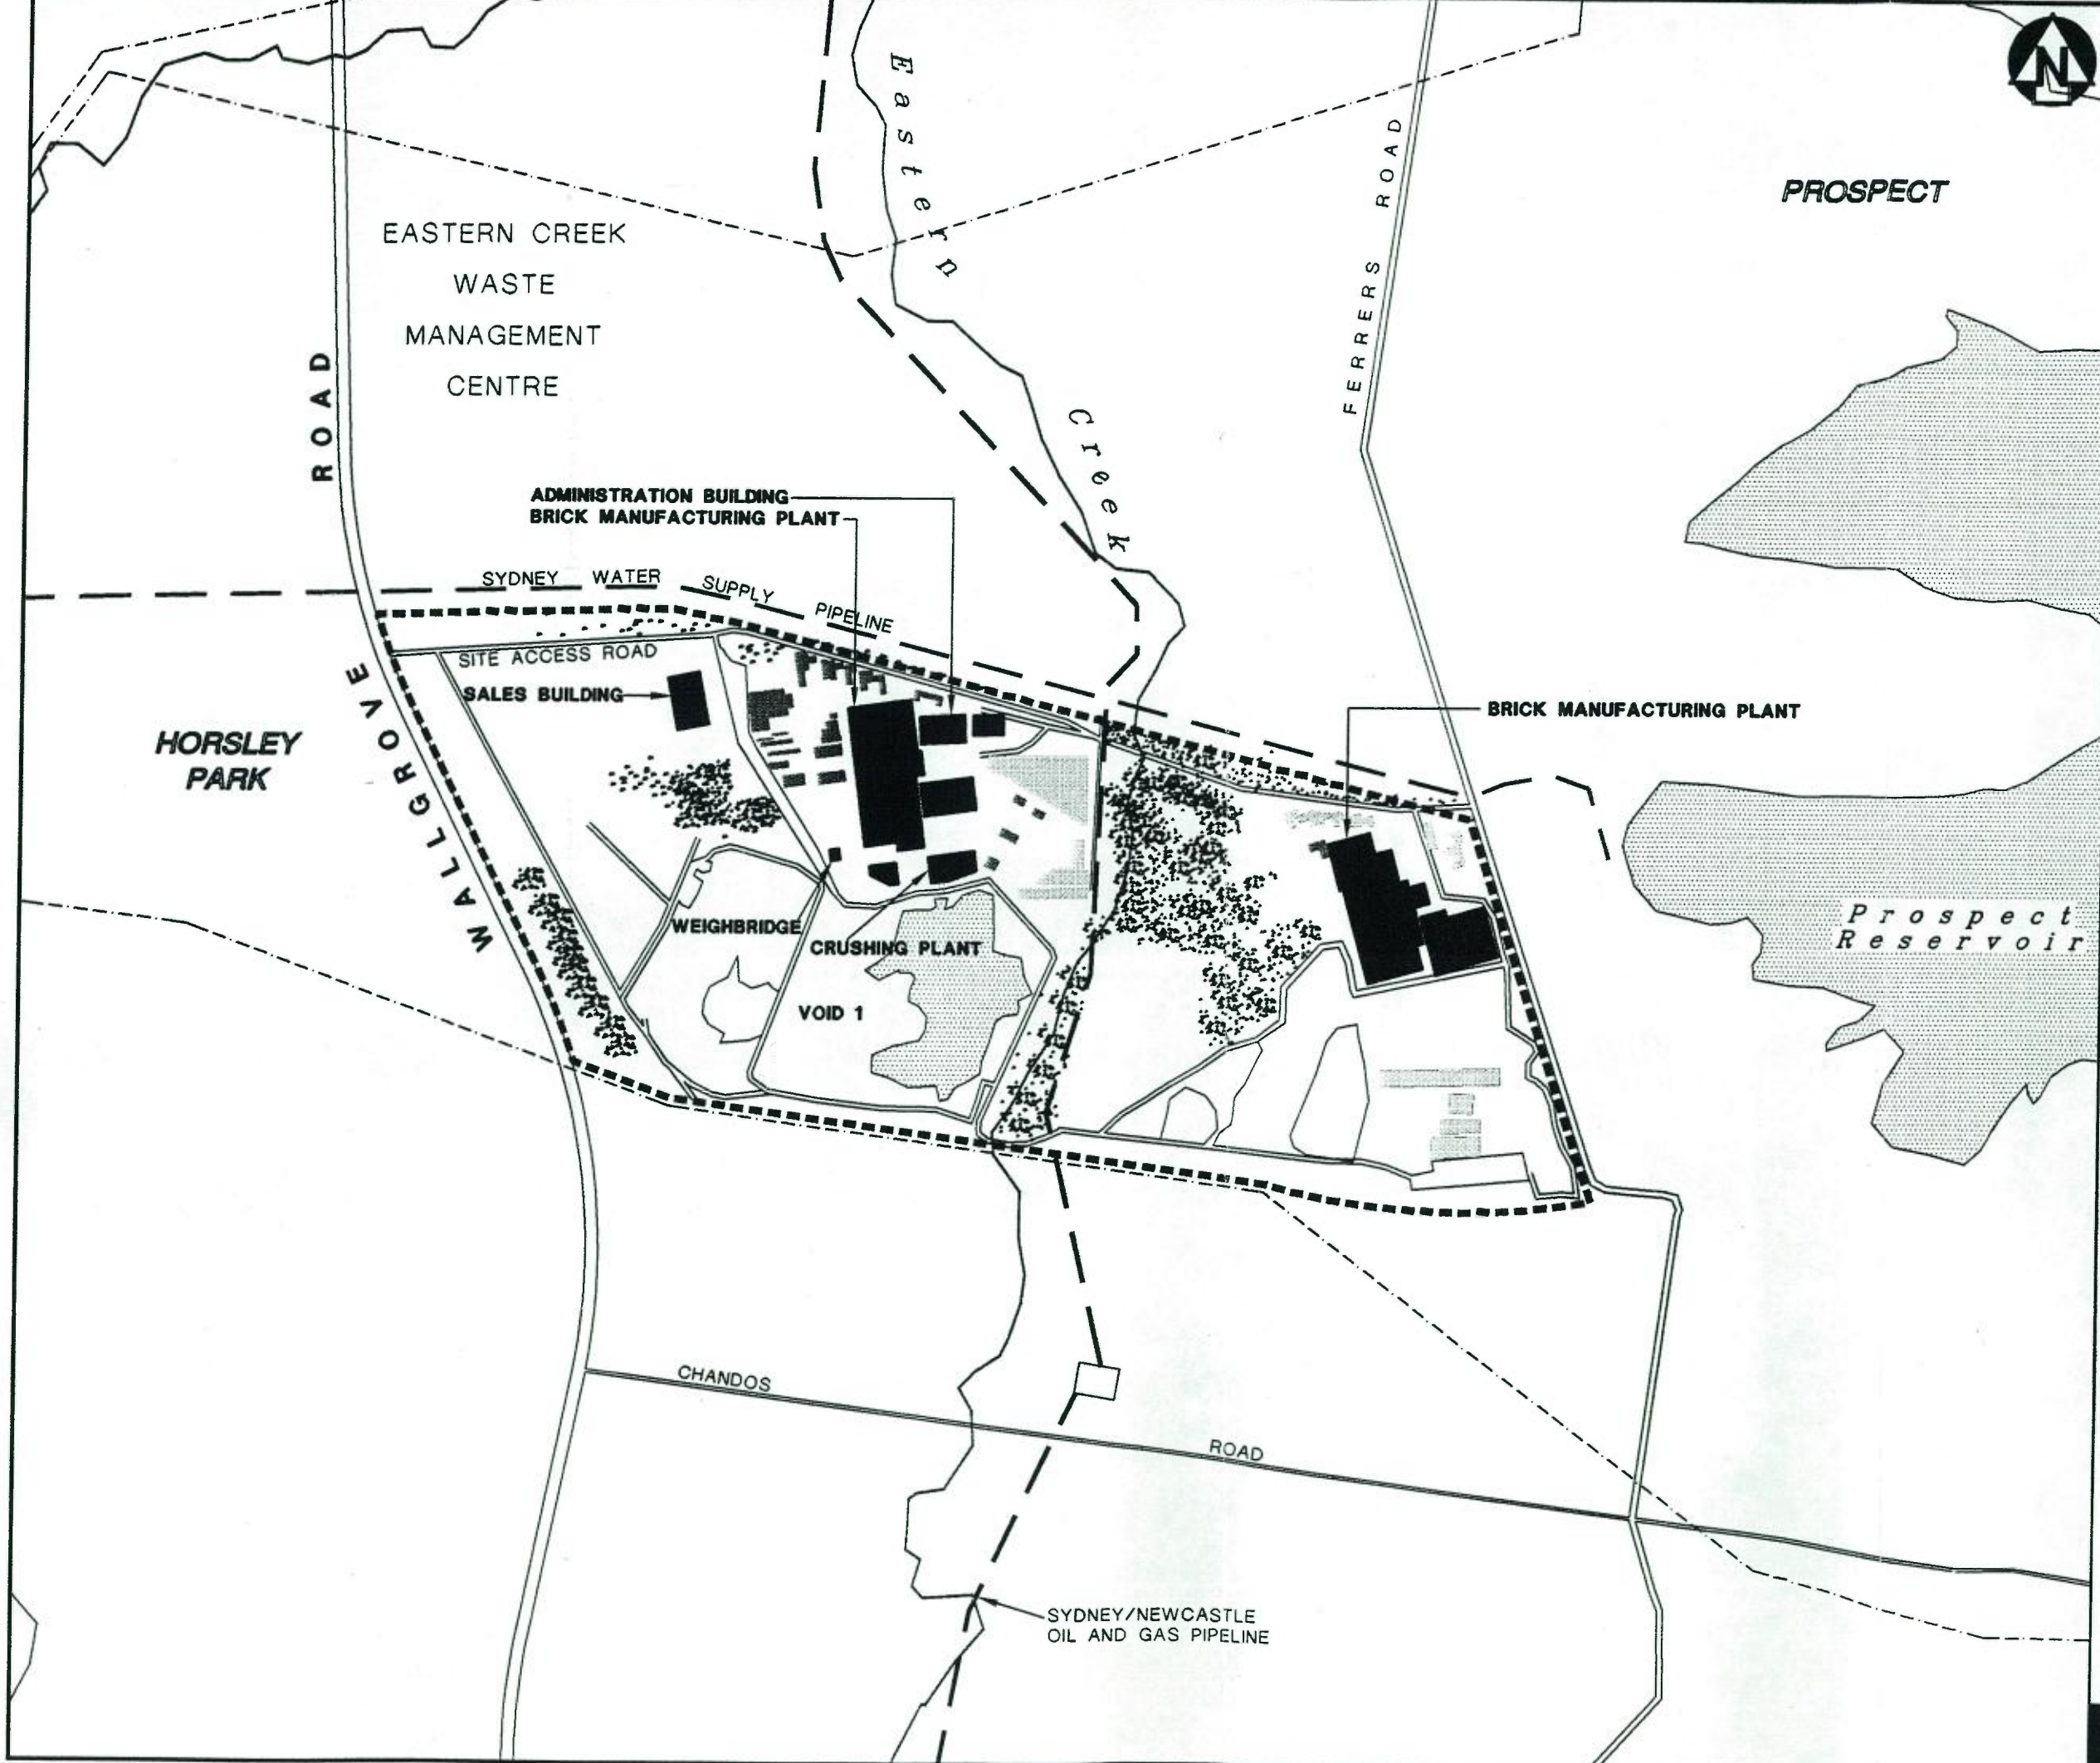 N
Eastern
Creek
FERRERS ROAD
PROSPECT
EASTERN CREEK
WASTE
MANAGEMENT
CENTRE
WALLGROVE ROAD
ADMINISTRATION BUILDING
BRICK MANUFACTURING PLANT
SYDNEY WATER SUPPLY PIPELINE
SITE ACCESS ROAD
SALES BUILDING
BRICK MANUFACTURING PLANT
HORSLEY
PARK
WEIGHBRIDGE
CRUSHING PLANT
VOID 1
Prospect
Reservoir
CHANDOS ROAD
SYDNEY/NEWCASTLE
OIL AND GAS PIPELINE